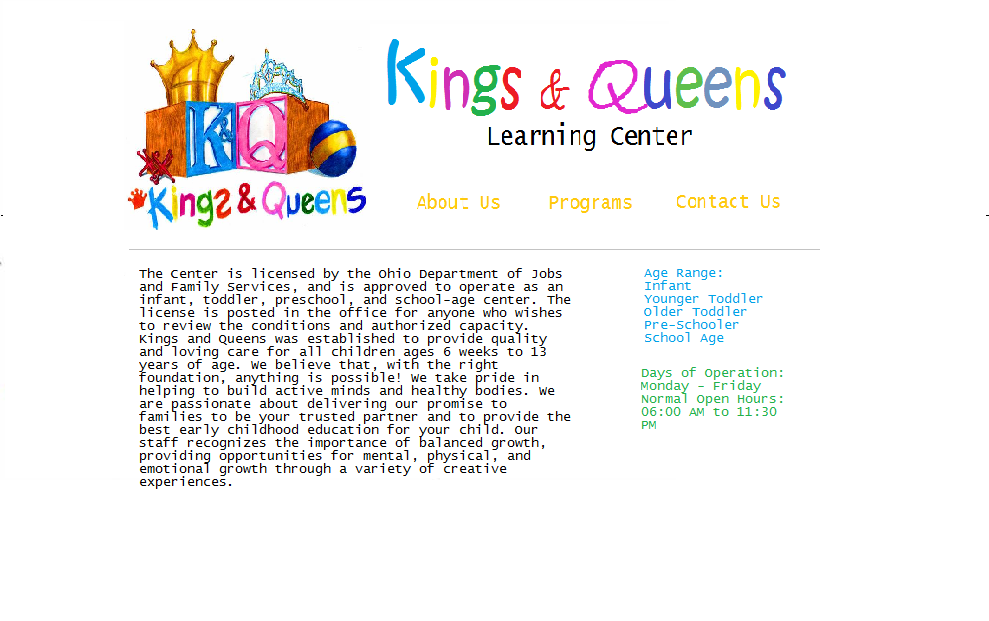 K&Q
Kings & Queens
Kings & Queens
Learning Center
About Us Programs Contact Us
The Center is licensed by the Ohio Department of Jobs
and Family Services, and is approved to operate as an
infant, toddler, preschool, and school-age center. The
license is posted in the office for anyone who wishes
to review the conditions and authorized capacity.
Kings and Queens was established to provide quality
and loving care for all children ages 6 weeks to 13
years of age. We believe that, with the right
foundation, anything is possible! We take pride in
helping to build active minds and healthy bodies. We
are passionate about delivering our promise to
families to be your trusted partner and to provide the
best early childhood education for your child. Our
staff recognizes the importance of balanced growth,
providing opportunities for mental, physical, and
emotional growth through a variety of creative
experiences.
Age Range:
Infant
Younger Toddler
Older Toddler
Pre-Schooler
School Age
Days of Operation:
Monday - Friday
Normal Open Hours:
06:00 AM to 11:30
PM